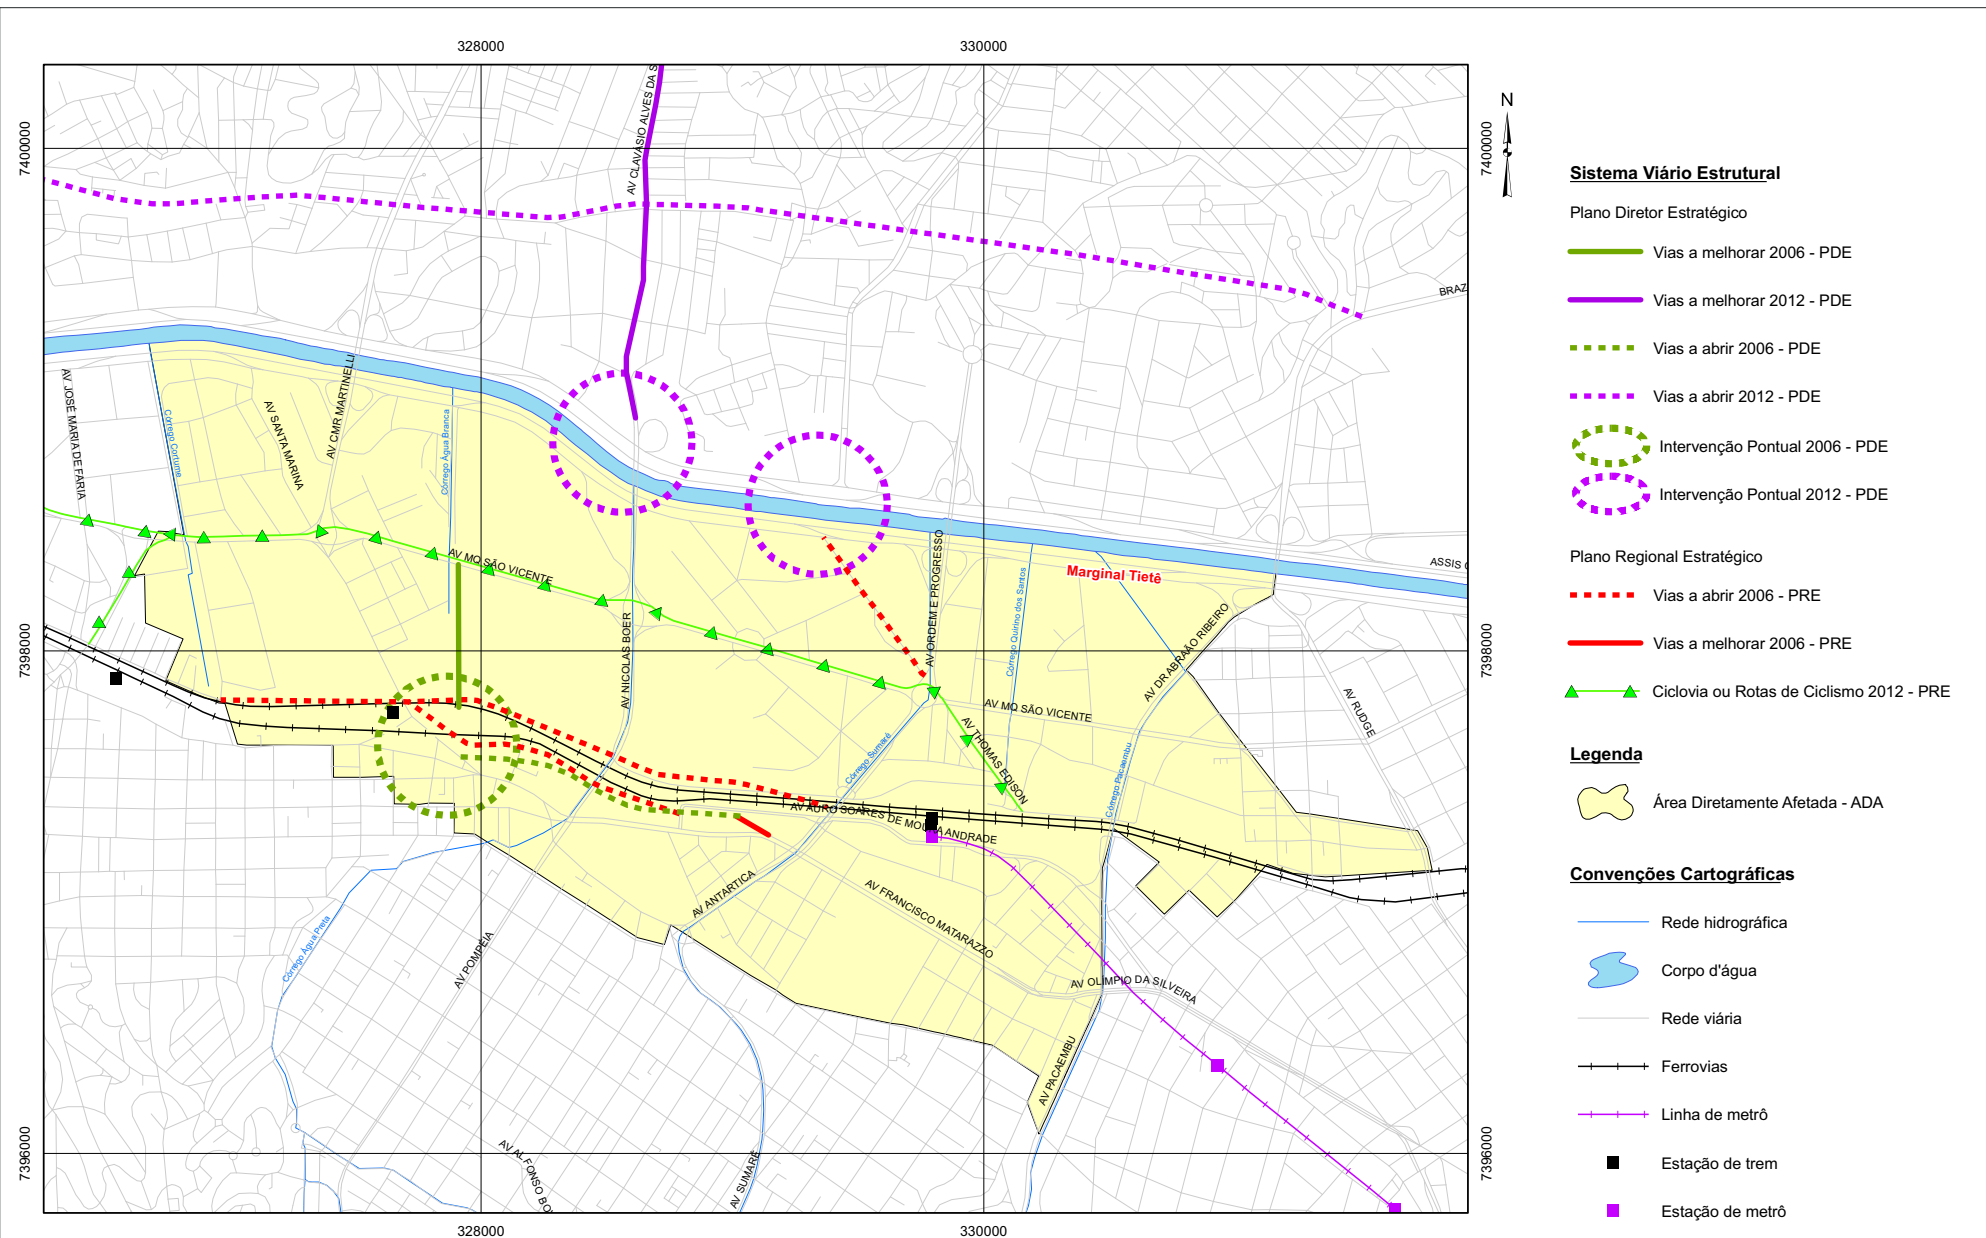 328000
330000
7400000
7400000
N
AV CLAVÁSIO ALVES DA S
BRAZ
AV JOSÉ MARIA DE FARIA
Córrego Cortume
AV SANTA MARINA
AV CMR MARTINELLI
Córrego Água Branca
AV MQ SÃO VICENTE
AV NICOLAS BOER
AV ORDEM E PROGRESSO
Córrego Quirino dos Santos
Marginal Tietê
ASSIS
AV DR ABRAÃO RIBEIRO
7398000
7398000
AV RUDGE
AV MQ SÃO VICENTE
AV THOMAS EDISON
Córrego Sumaré
Córrego Pacaembu
AV AURO SOARES DE MOURA ANDRADE
AV ANTARTICA
AV FRANCISCO MATARAZZO
Córrego Água Preta
AV POMPÉIA
AV OLIMPIO DA SILVEIRA
AV PACAEMBU
7396000
7396000
AV ALFONSO BO
AV SUMARÉ
328000
330000
Sistema Viário Estrutural
Plano Diretor Estratégico
Vias a melhorar 2006 - PDE
Vias a melhorar 2012 - PDE
Vias a abrir 2006 - PDE
Vias a abrir 2012 - PDE
Intervenção Pontual 2006 - PDE
Intervenção Pontual 2012 - PDE
Plano Regional Estratégico
Vias a abrir 2006 - PRE
Vias a melhorar 2006 - PRE
Ciclovia ou Rotas de Ciclismo 2012 - PRE
Legenda
Área Diretamente Afetada - ADA
Convenções Cartográficas
Rede hidrográfica
Corpo d'água
Rede viária
Ferrovias
Linha de metrô
Estação de trem
Estação de metrô